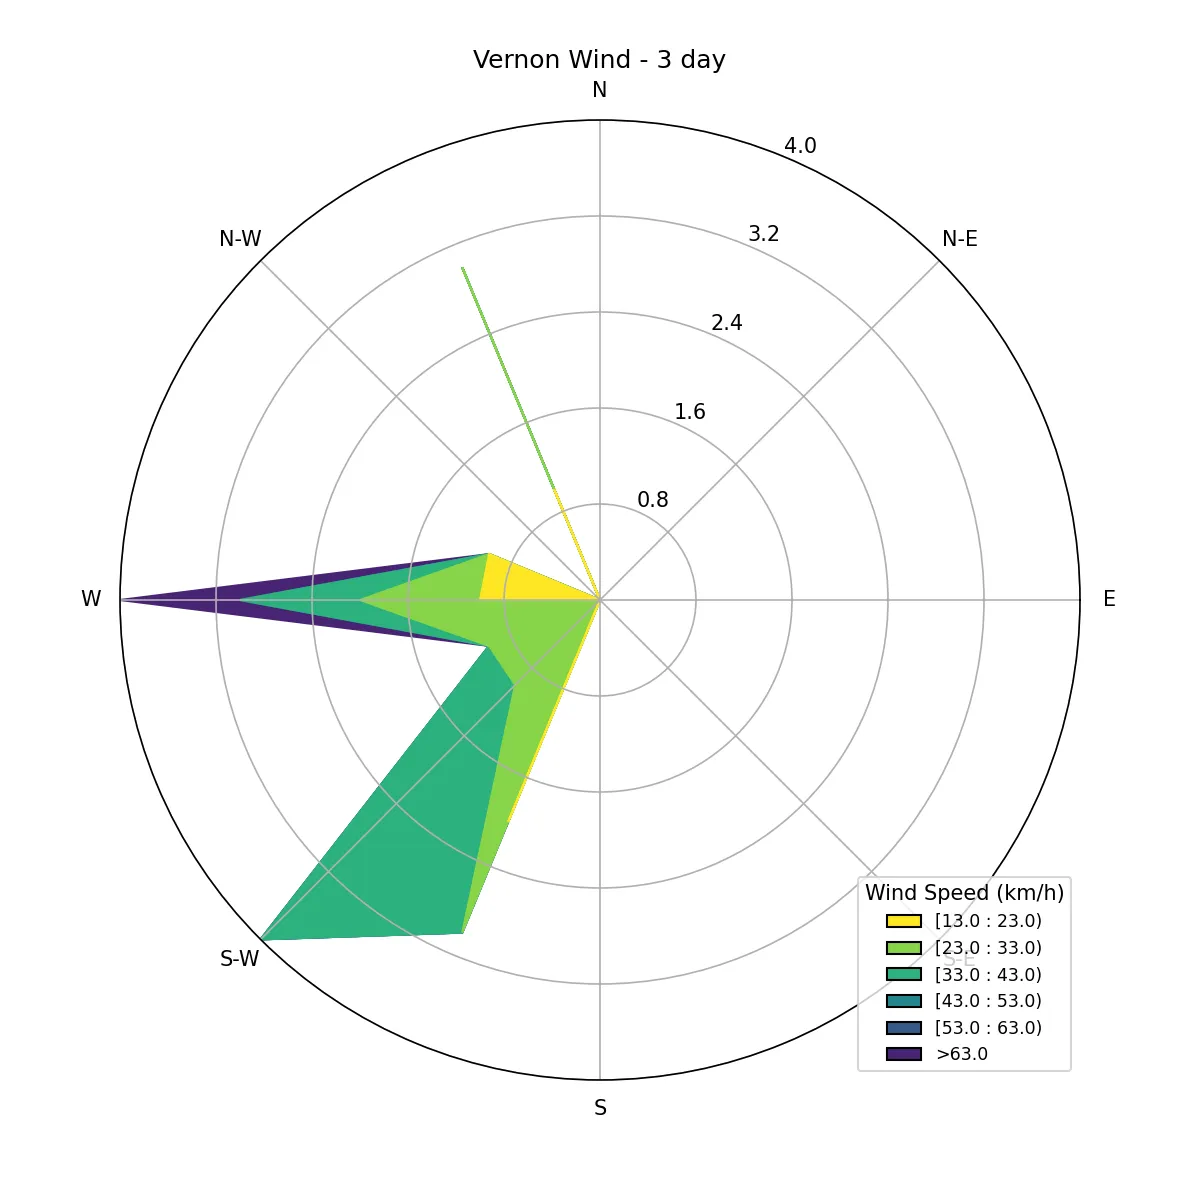 Vernon Wind - 3 day
N
4.0
N-W
N-E
3.2
2.4
1.6
0.8
W
E
S-W
S-E
S
Wind Speed (km/h)
[13.0 : 23.0)
[23.0 : 33.0)
[33.0 : 43.0)
[43.0 : 53.0)
[53.0 : 63.0)
>63.0